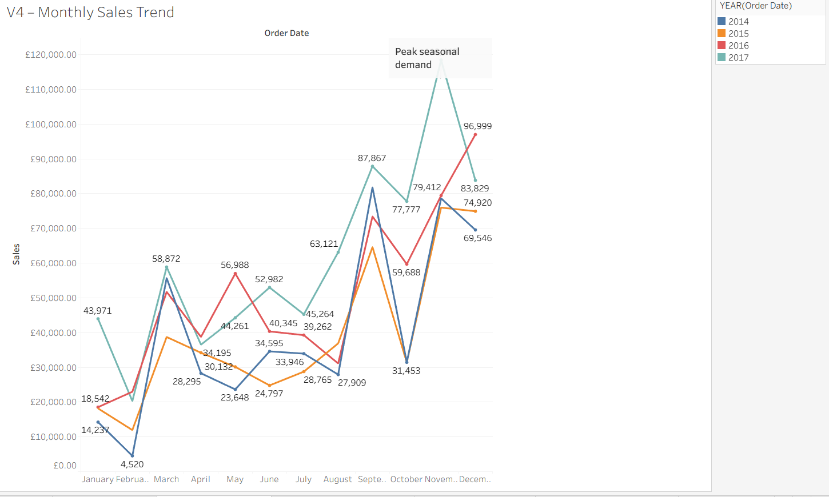 V4 – Monthly Sales Trend
YEAR(Order Date)
2014
2015
2016
2017
Order Date
Peak seasonal
demand
£120,000.00
£110,000.00
£100,000.00
£90,000.00
£80,000.00
£70,000.00
£60,000.00
£50,000.00
£40,000.00
£30,000.00
£20,000.00
£10,000.00
£0.00
Sales
96,999
87,867
79,412
83,829
77,777
74,920
69,546
63,121
58,872
56,988
59,688
52,982
43,971
44,261
45,264
40,345
39,262
34,195
34,595
30,132
33,946
31,453
28,295
28,765
27,909
23,648
24,797
18,542
14,237
4,520
January
Februa..
March
April
May
June
July
August
Septe..
October
Novem..
Decem..